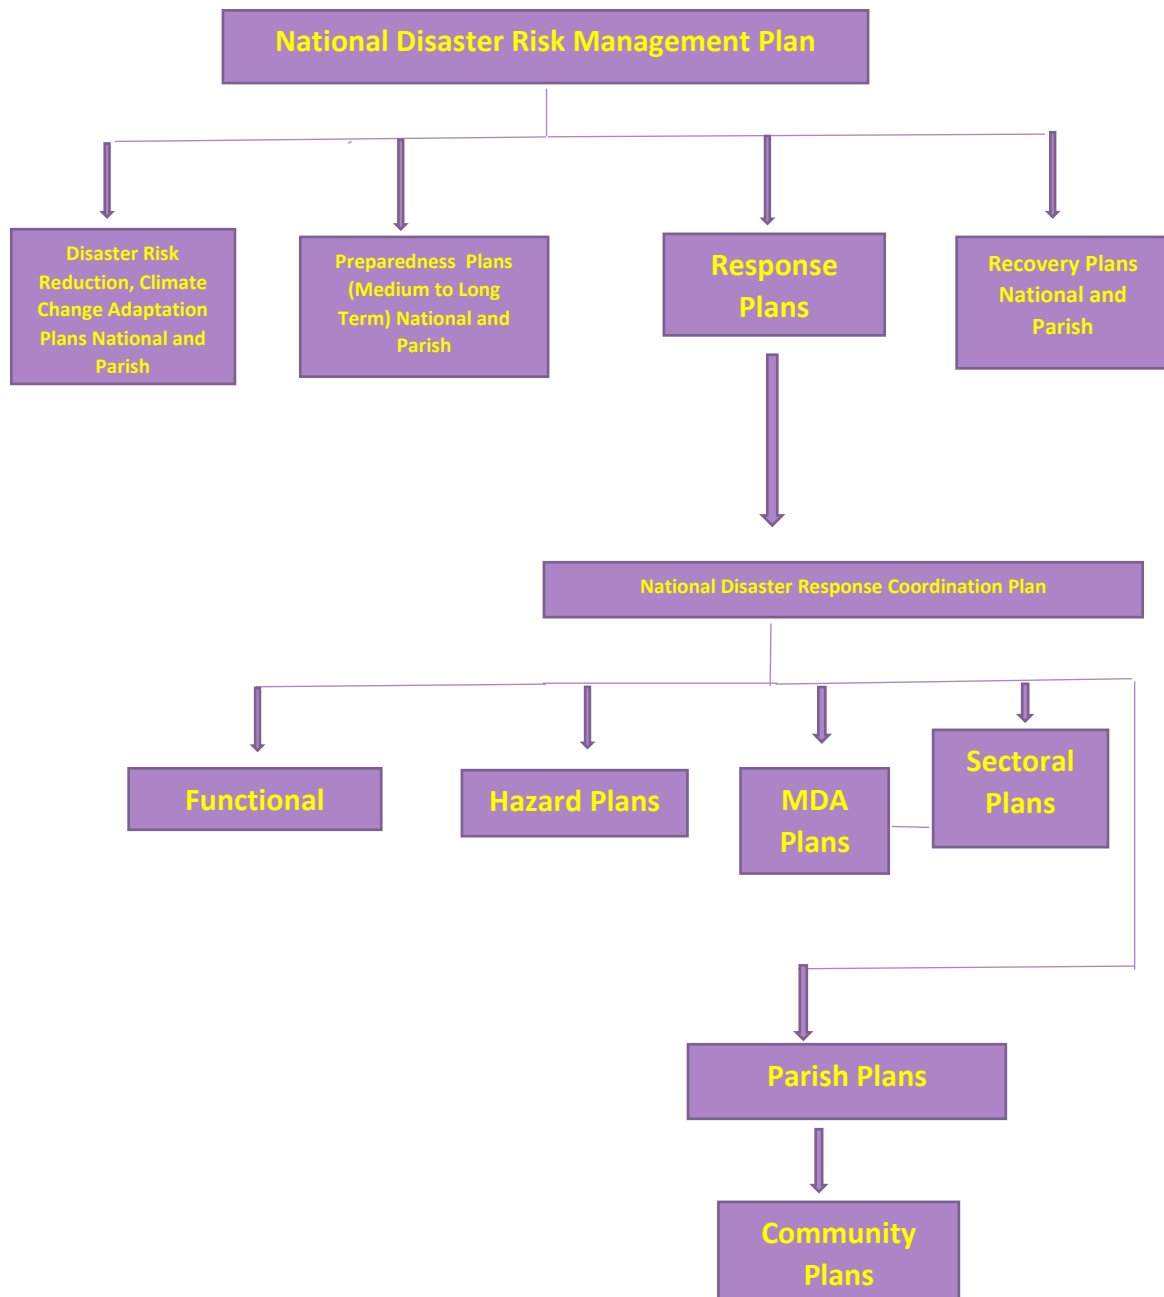 National Disaster Risk Management Plan
Disaster Risk
Reduction, Climate
Change Adaptation
Plans National and
Parish
Preparedness  Plans
(Medium to Long
Term) National and
Parish
Response
Plans
Recovery Plans
National and
Parish
National Disaster Response Coordination Plan
Functional
Hazard Plans
MDA
Plans
Sectoral
Plans
Parish Plans
Community
Plans